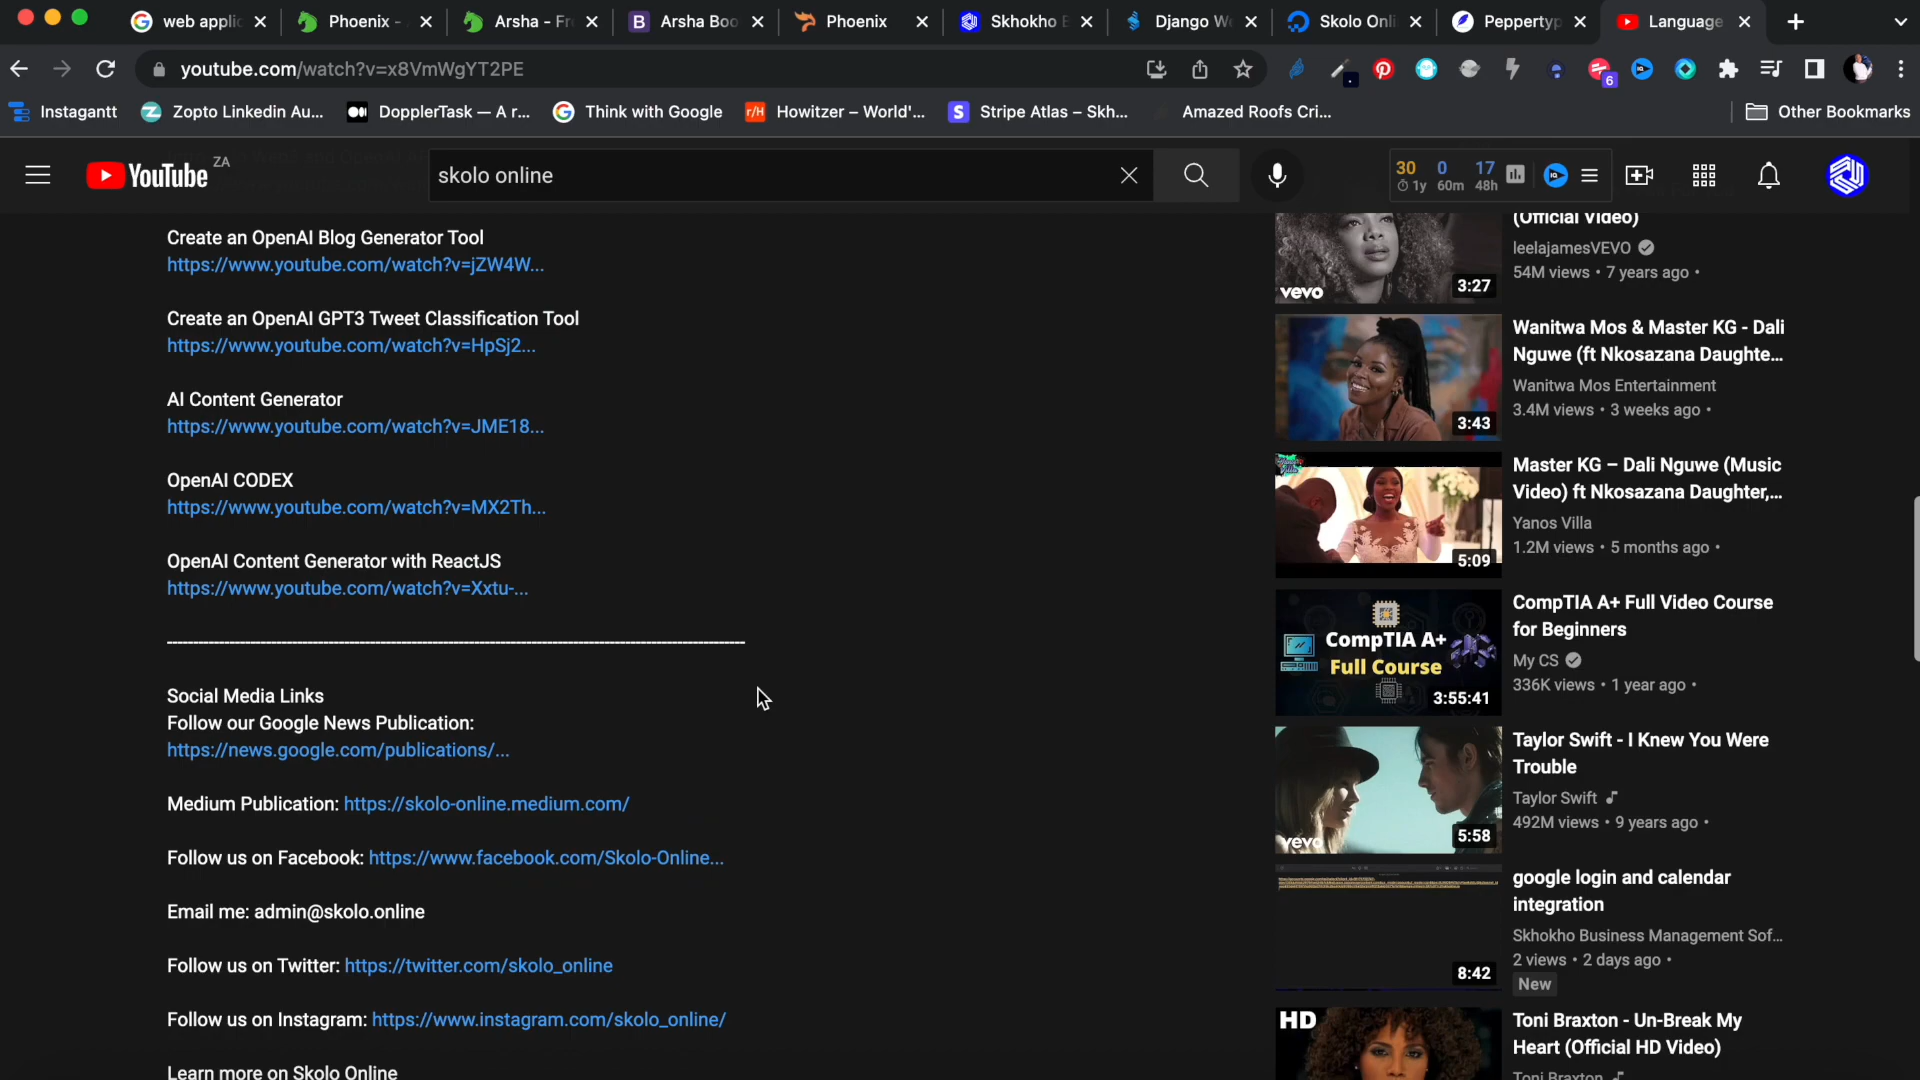 web applic
Phoenix -
Arsha - Fr
Arsha Boo
Phoenix
Skhokho B
Django We
Skolo Onli
Peppertyp
Language
youtube.com/watch?v=x8VmWgYT2PE
6
Instagantt
Zopto Linkedin Au...
DopplerTask — A r...
Think with Google
Howitzer – World'...
Stripe Atlas – Skh...
Amazed Roofs Cri...
Other Bookmarks
YouTube ZA
skolo online
30 0 17
1y 60m 48h
Create an OpenAI Blog Generator Tool
https://www.youtube.com/watch?v=jZW4W...
Create an OpenAI GPT3 Tweet Classification Tool
https://www.youtube.com/watch?v=HpSj2...
AI Content Generator
https://www.youtube.com/watch?v=JME18...
OpenAI CODEX
https://www.youtube.com/watch?v=MX2Th...
OpenAI Content Generator with ReactJS
https://www.youtube.com/watch?v=Xxtu-...
Social Media Links
Follow our Google News Publication:
https://news.google.com/publications/...
Medium Publication: https://skolo-online.medium.com/
Follow us on Facebook: https://www.facebook.com/Skolo-Online...
Email me: admin@skolo.online
Follow us on Twitter: https://twitter.com/skolo_online
Follow us on Instagram: https://www.instagram.com/skolo_online/
Learn more on Skolo Online
(Official Video)
leelajamesVEVO
54M views • 7 years ago •
vevo
3:27
Wanitwa Mos & Master KG - Dali
Nguwe (ft Nkosazana Daughte...
Wanitwa Mos Entertainment
3.4M views • 3 weeks ago •
3:43
Master KG – Dali Nguwe (Music
Video) ft Nkosazana Daughter,...
Yanos Villa
1.2M views • 5 months ago •
5:09
CompTIA A+ Full Video Course
for Beginners
My CS
336K views • 1 year ago •
CompTIA A+
Full Course
3:55:41
Taylor Swift - I Knew You Were
Trouble
Taylor Swift
492M views • 9 years ago •
vevo
5:58
google login and calendar
integration
Skhokho Business Management Sof...
2 views • 2 days ago •
New
8:42
HD
Toni Braxton - Un-Break My
Heart (Official HD Video)
Toni Braxton